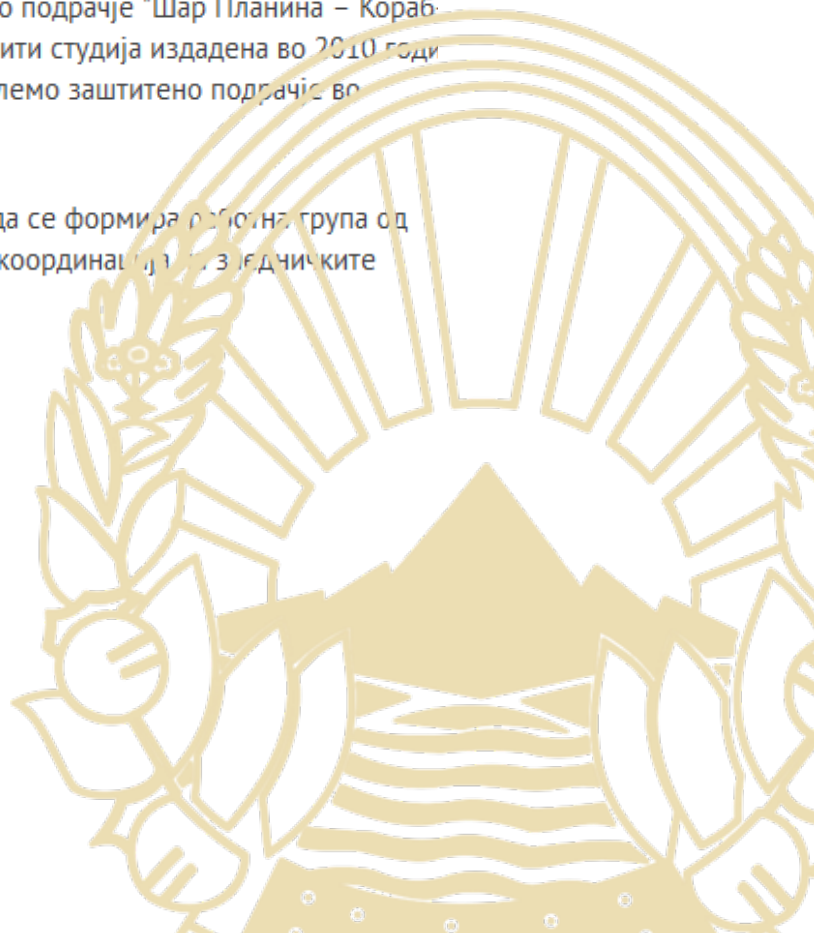 о подрачје "Шар Планина – Кораб-
ити студија издадена во 2010 годи
лемо заштитено подрачје во
да се формира работна група од
координација на заедничките